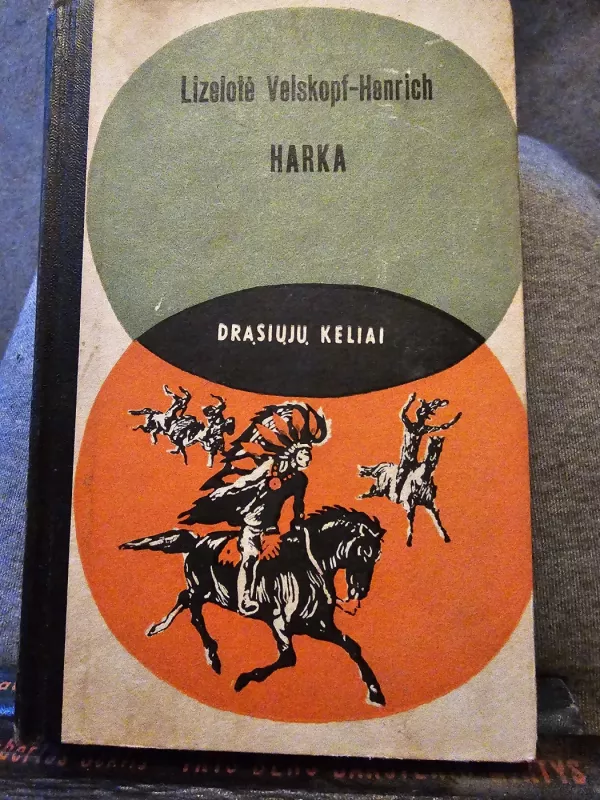 Lizelotė Velskopf-Henrich
HARKA
DRĄSIŲJŲ KELIAI